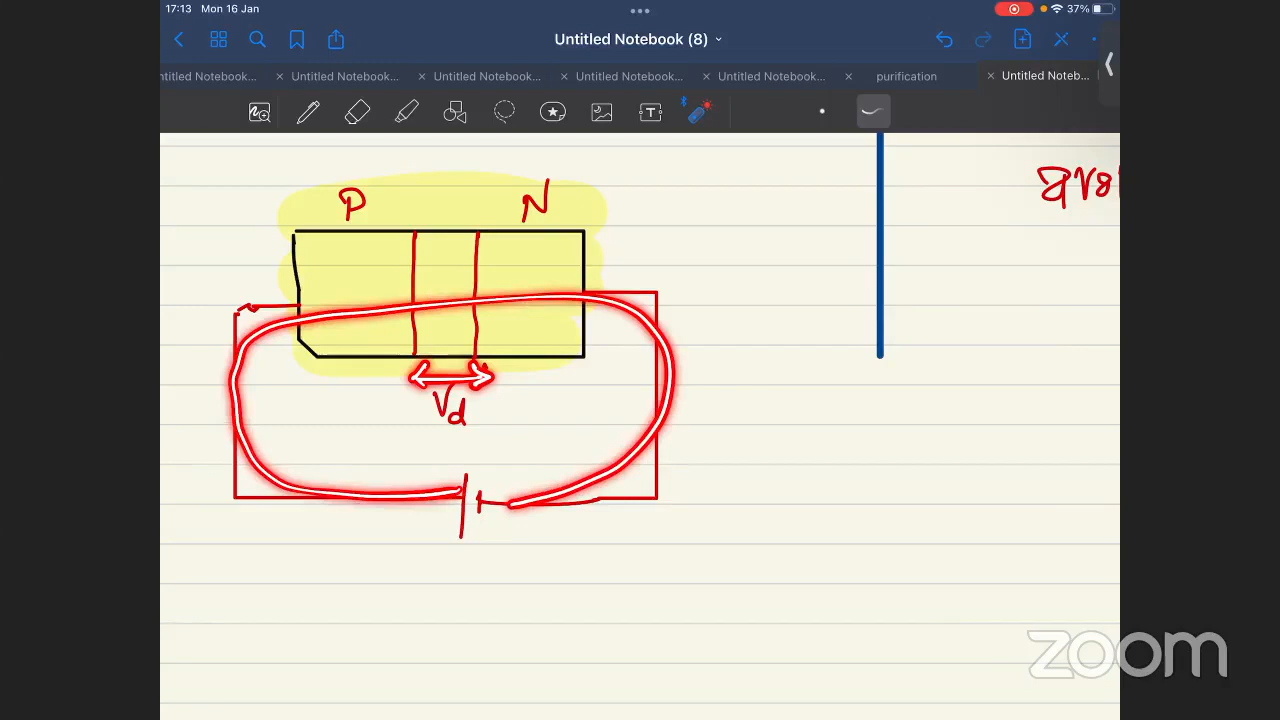 17:13 Mon 16 Jan
37%
Untitled Notebook (8)
ntitled Notebook...
Untitled Notebook...
Untitled Notebook...
Untitled Notebook...
Untitled Notebook...
purification
Untitled Noteb...
T
P
N
Vd
zoom